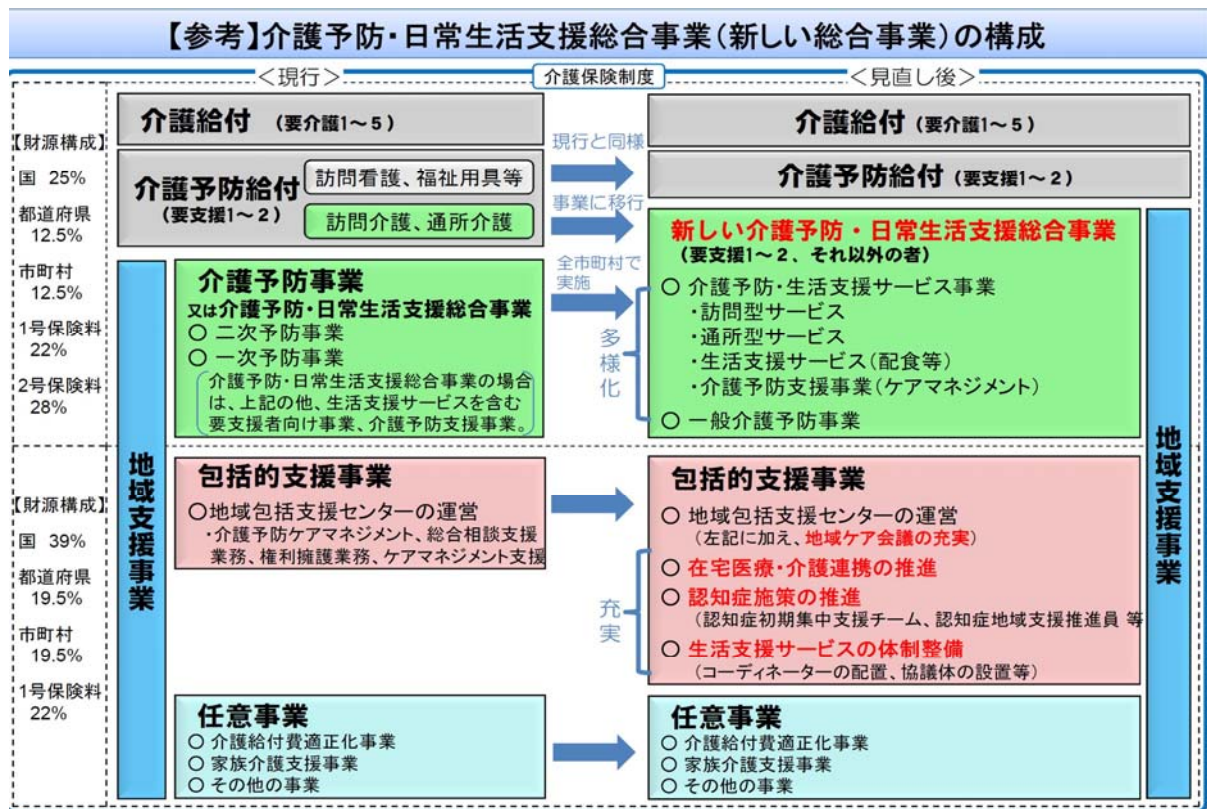 【参考】介護予防・日常生活支援総合事業（新しい総合事業）の構成
＜現行＞
介護保険制度
＜見直し後＞
【財源構成】
国 25%
都道府県
12.5%
市町村
12.5%
1号保険料
22%
2号保険料
28%
介護給付 （要介護1～5）
介護予防給付
（要支援1～2）
訪問看護、福祉用具等
訪問介護、通所介護
現行と同様
事業に移行
全市町村で
実施
多様化
介護給付（要介護1～5）
介護予防給付（要支援1～2）
介護予防事業
又は介護予防・日常生活支援総合事業
○ 二次予防事業
○ 一次予防事業
介護予防・日常生活支援総合事業の場合
は、上記の他、生活支援サービスを含む
要支援者向け事業、介護予防支援事業。
新しい介護予防・日常生活支援総合事業
（要支援1～2、それ以外の者）
○ 介護予防・生活支援サービス事業
・訪問型サービス
・通所型サービス
・生活支援サービス（配食等）
・介護予防支援事業（ケアマネジメント）
○ 一般介護予防事業
【財源構成】
国 39%
都道府県
19.5%
市町村
19.5%
1号保険料
22%
地域支援事業
包括的支援事業
○地域包括支援センターの運営
・介護予防ケアマネジメント、総合相談支援
業務、権利擁護業務、ケアマネジメント支援
充実
包括的支援事業
○ 地域包括支援センターの運営
（左記に加え、地域ケア会議の充実）
○ 在宅医療・介護連携の推進
○ 認知症施策の推進
（認知症初期集中支援チーム、認知症地域支援推進員 等
○ 生活支援サービスの体制整備
（コーディネーターの配置、協議体の設置等）
地域支援事業
任意事業
○ 介護給付費適正化事業
○ 家族介護支援事業
○ その他の事業
任意事業
○ 介護給付費適正化事業
○ 家族介護支援事業
○ その他の事業